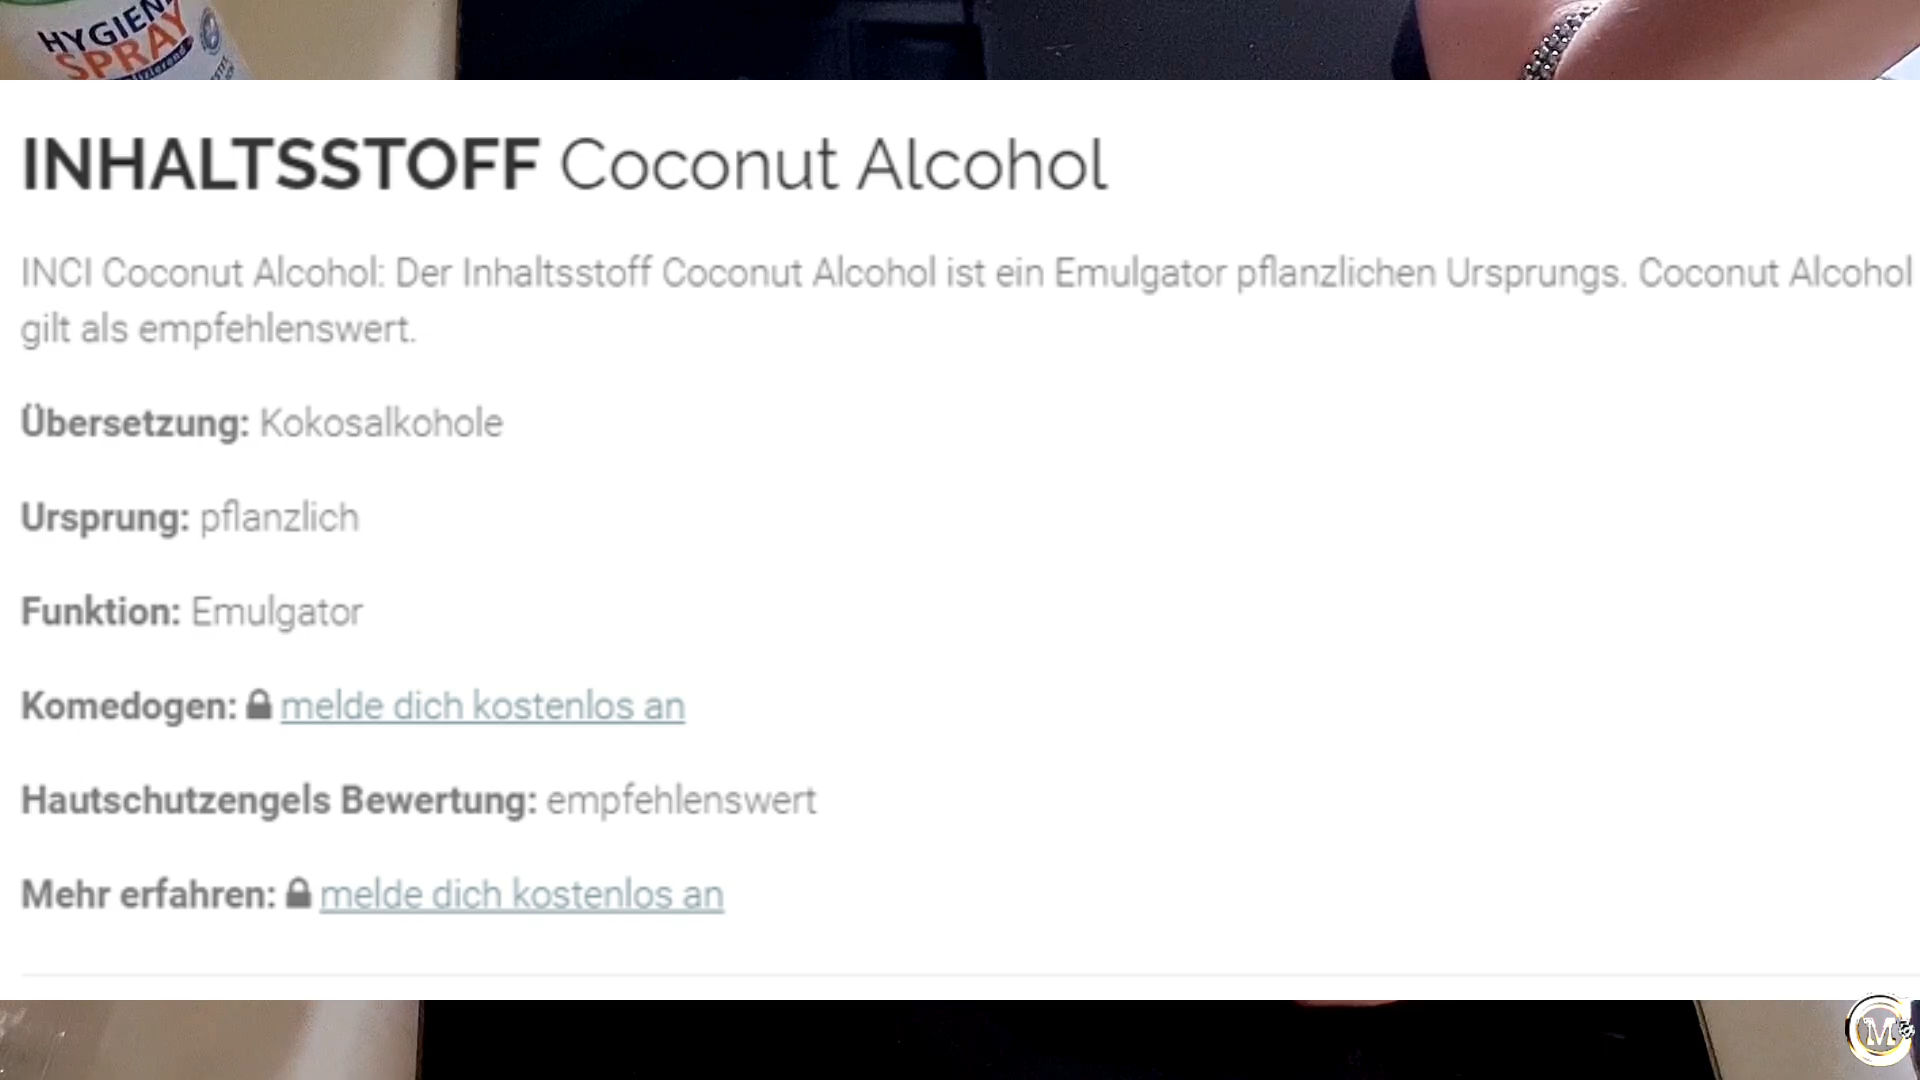 HYGIENE
SPRAY
INHALTSSTOFF Coconut Alcohol
INCI Coconut Alcohol: Der Inhaltsstoff Coconut Alcohol ist ein Emulgator pflanzlichen Ursprungs. Coconut Alcohol
gilt als empfehlenswert.
Übersetzung: Kokosalkohole
Ursprung: pflanzlich
Funktion: Emulgator
Komedogen: melde dich kostenlos an
Hautschutzengels Bewertung: empfehlenswert
Mehr erfahren: melde dich kostenlos an
M